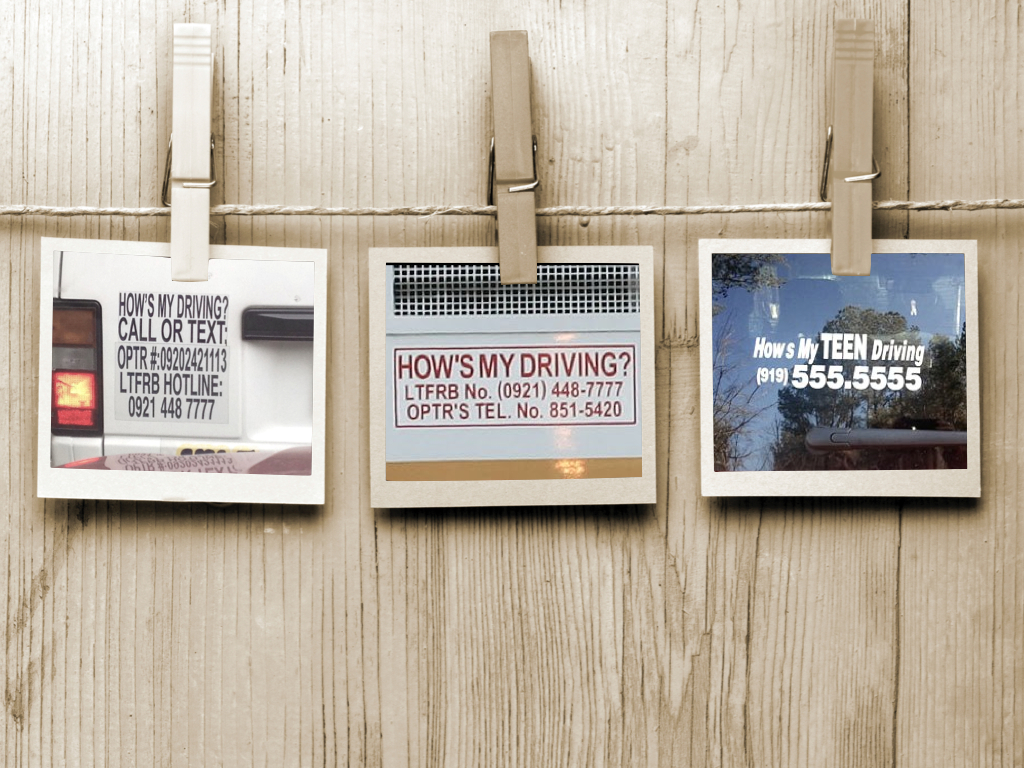 HOW'S MY DRIVING?
CALL OR TEXT:
OPTR #:09202421113
LTFRB HOTLINE:
0921 448 7777
HOW'S MY DRIVING?
LTFRB No. (0921) 448-7777
OPTR'S TEL. No. 851-5420
How's My TEEN Driving
(919) 555.5555